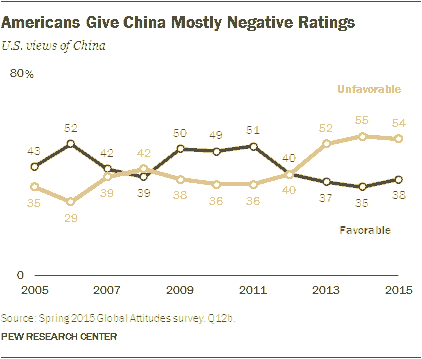 Americans Give China Mostly Negative Ratings
U.S. views of China
80%
Unfavorable
43 52 42 42 50 49 51 40 52 55 54
35 29 39 39 38 36 36 40 37 35 38
Favorable
0
2005 2007 2009 2011 2013 2015
Source: Spring 2015 Global Attitudes survey. Q12b.
PEW RESEARCH CENTER